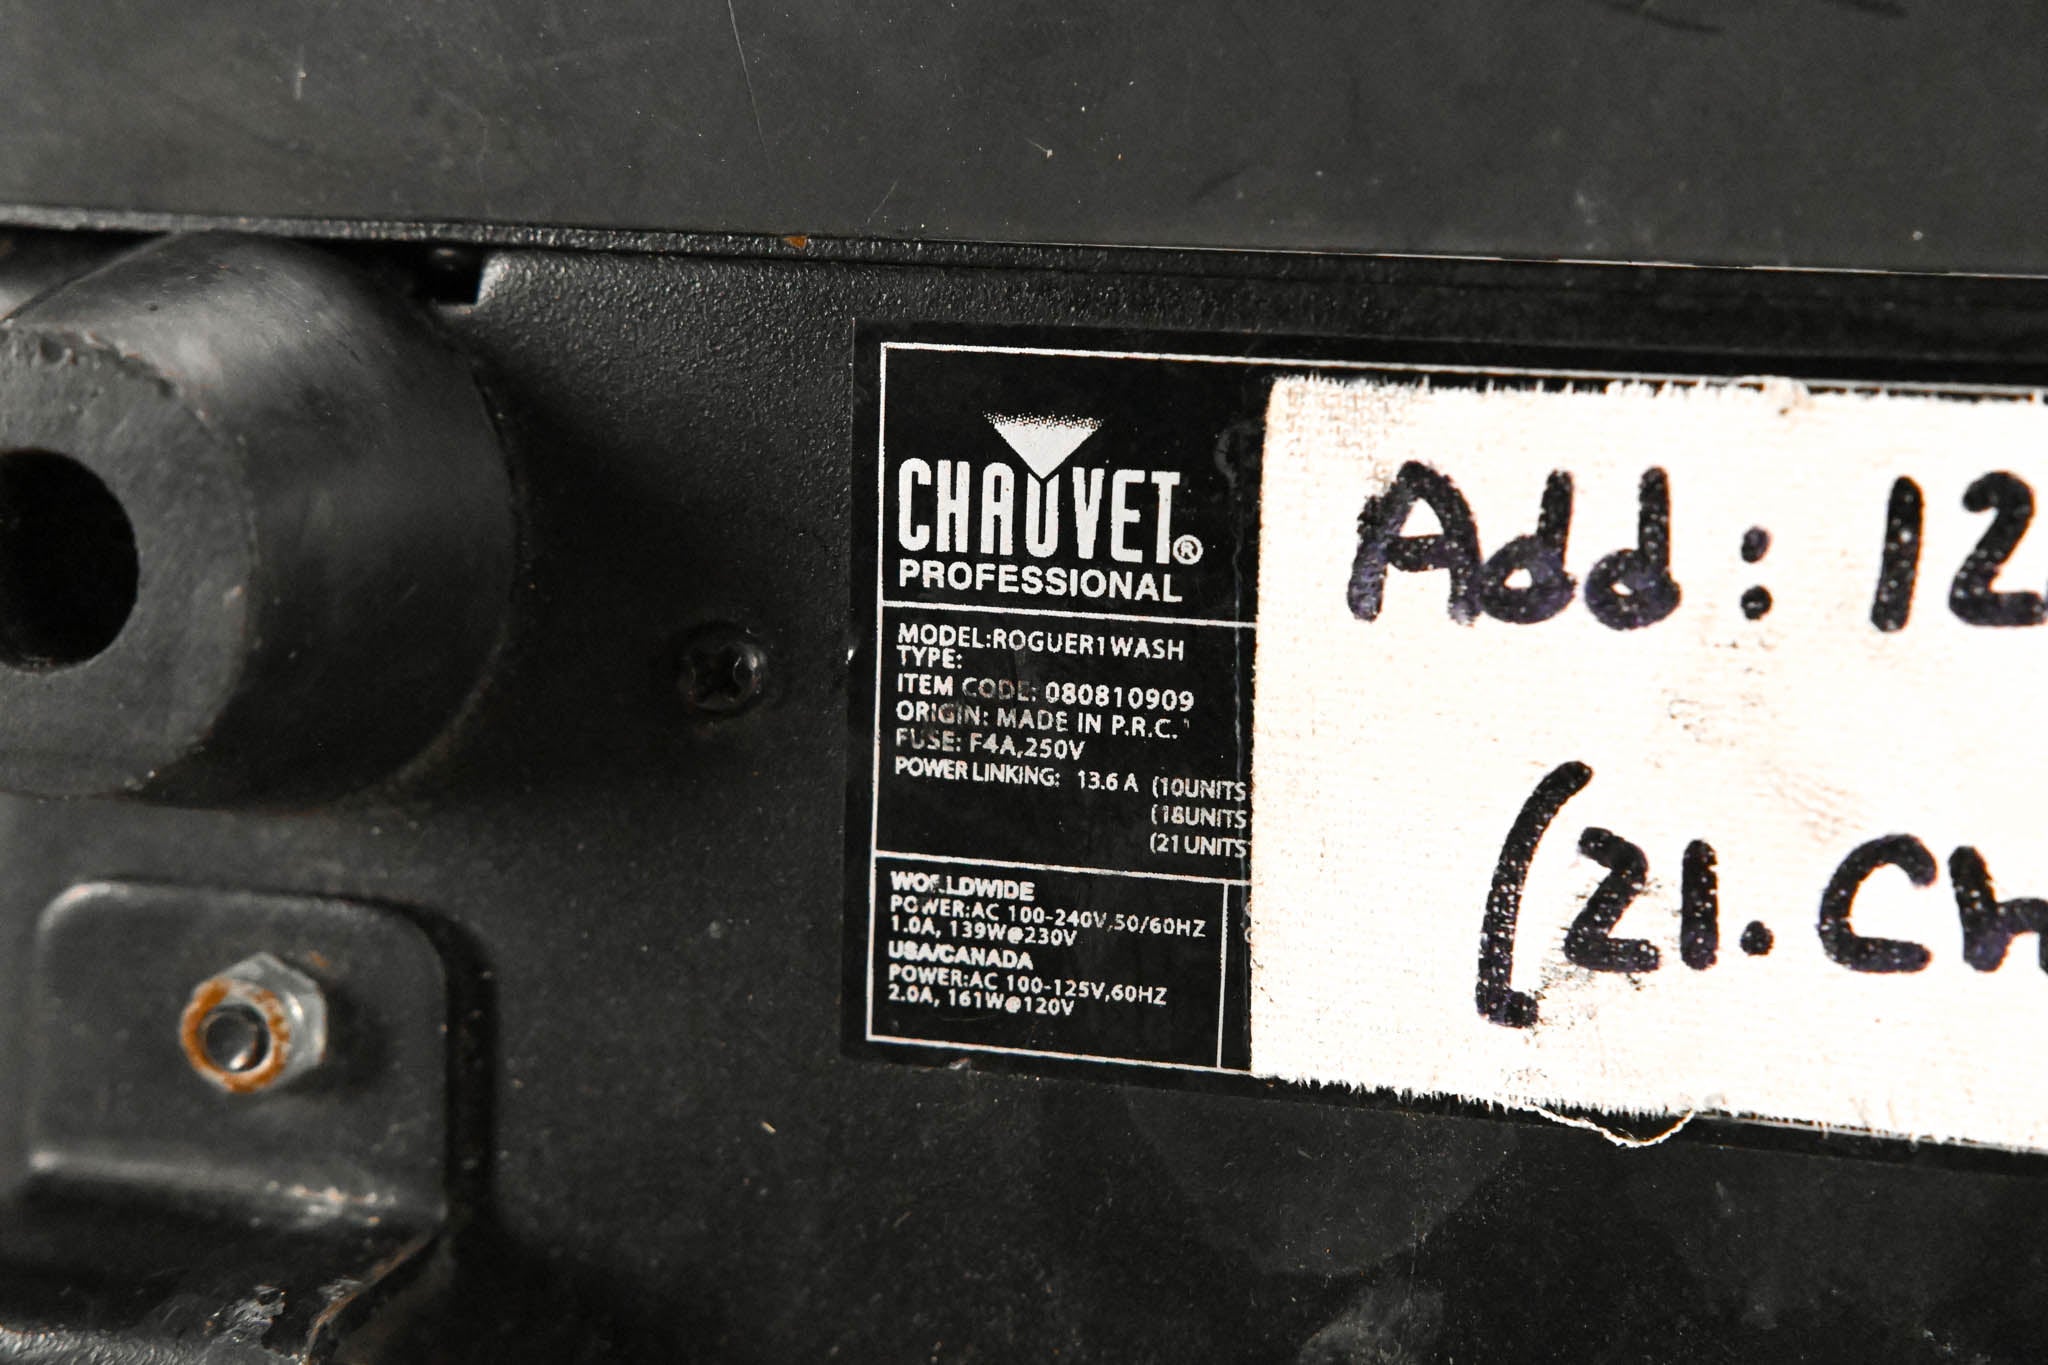 CHAUVET®
PROFESSIONAL
MODEL:ROGUER1WASH
TYPE:
ITEM CODE: 080810909
ORIGIN: MADE IN P.R.C.
FUSE: F4A,250V
POWER LINKING: 13.6 A (10UNITS
(18UNITS
(21UNITS
WORLDWIDE
POWER:AC 100-240V,50/60HZ
1.0A, 139W@230V
USA/CANADA
POWER:AC 100-125V,60HZ
2.0A, 161W@120V
Add: 12
(21.Ch